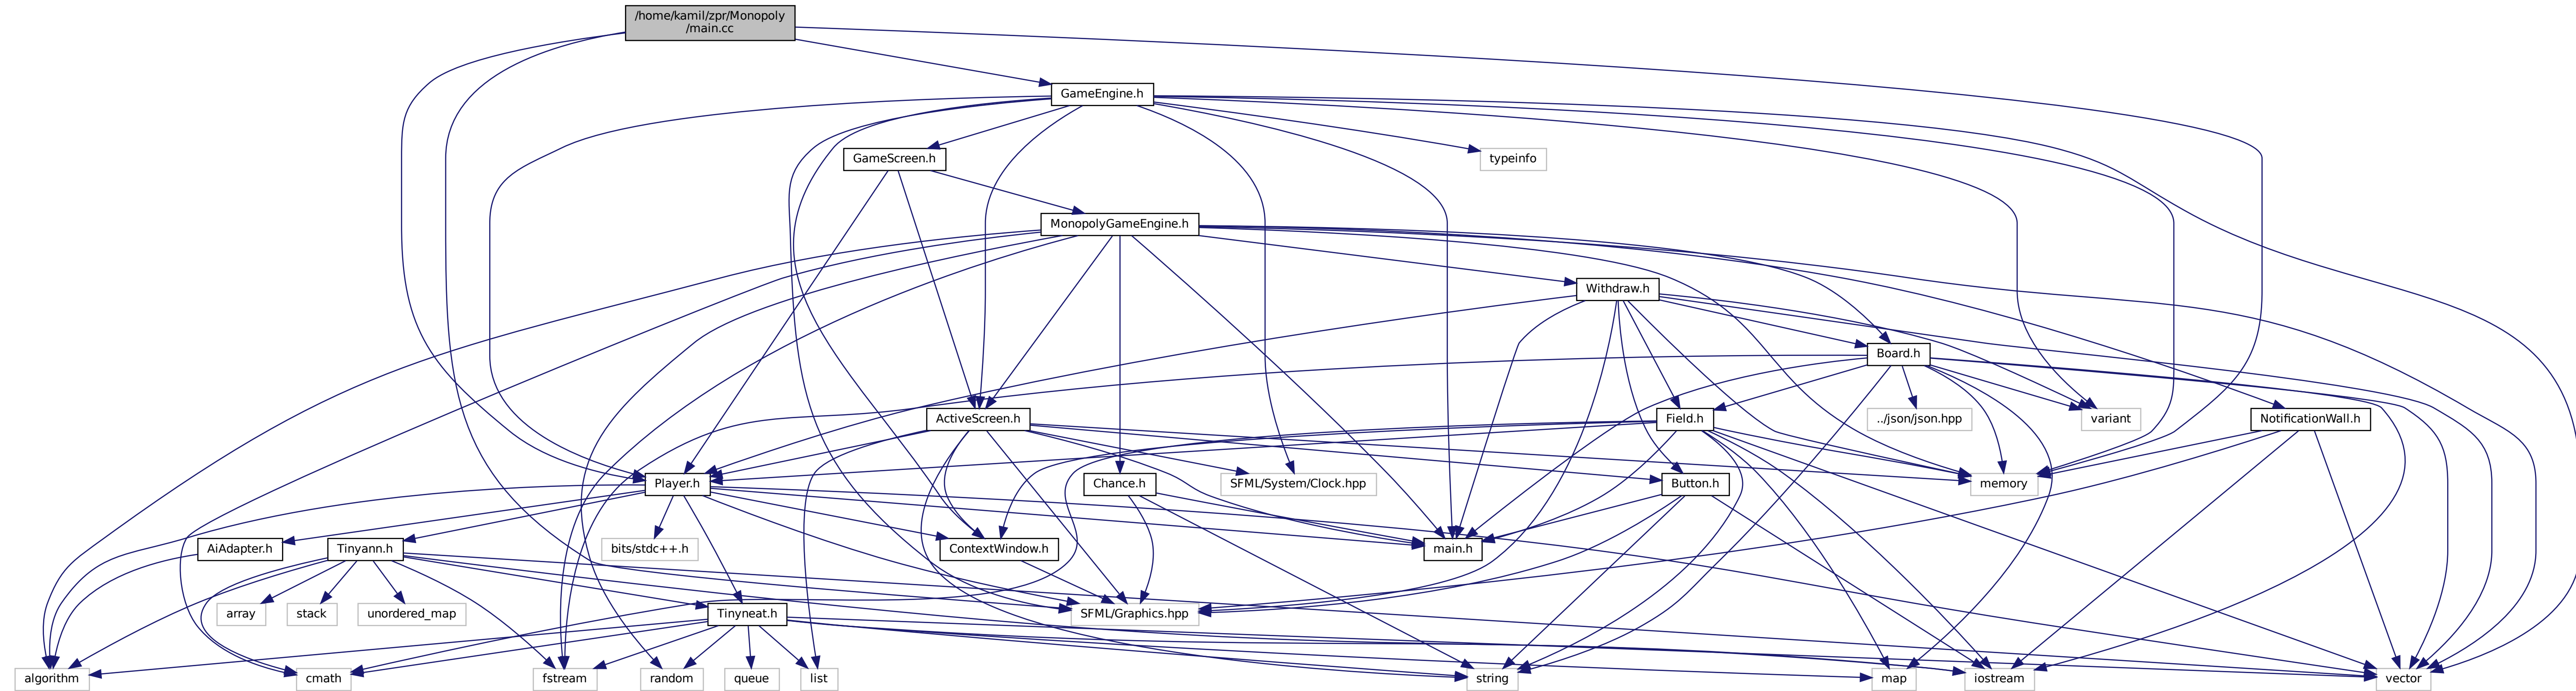 /home/kamil/zpr/Monopoly
/main.cc
GameEngine.h
GameScreen.h
typeinfo
MonopolyGameEngine.h
Withdraw.h
Board.h
ActiveScreen.h
Field.h
../json/json.hpp
variant
NotificationWall.h
Player.h
Chance.h
SFML/System/Clock.hpp
Button.h
memory
AiAdapter.h
Tinyann.h
bits/stdc++.h
ContextWindow.h
main.h
array
stack
unordered_map
Tinyneat.h
SFML/Graphics.hpp
algorithm
cmath
fstream
random
queue
list
string
map
iostream
vector